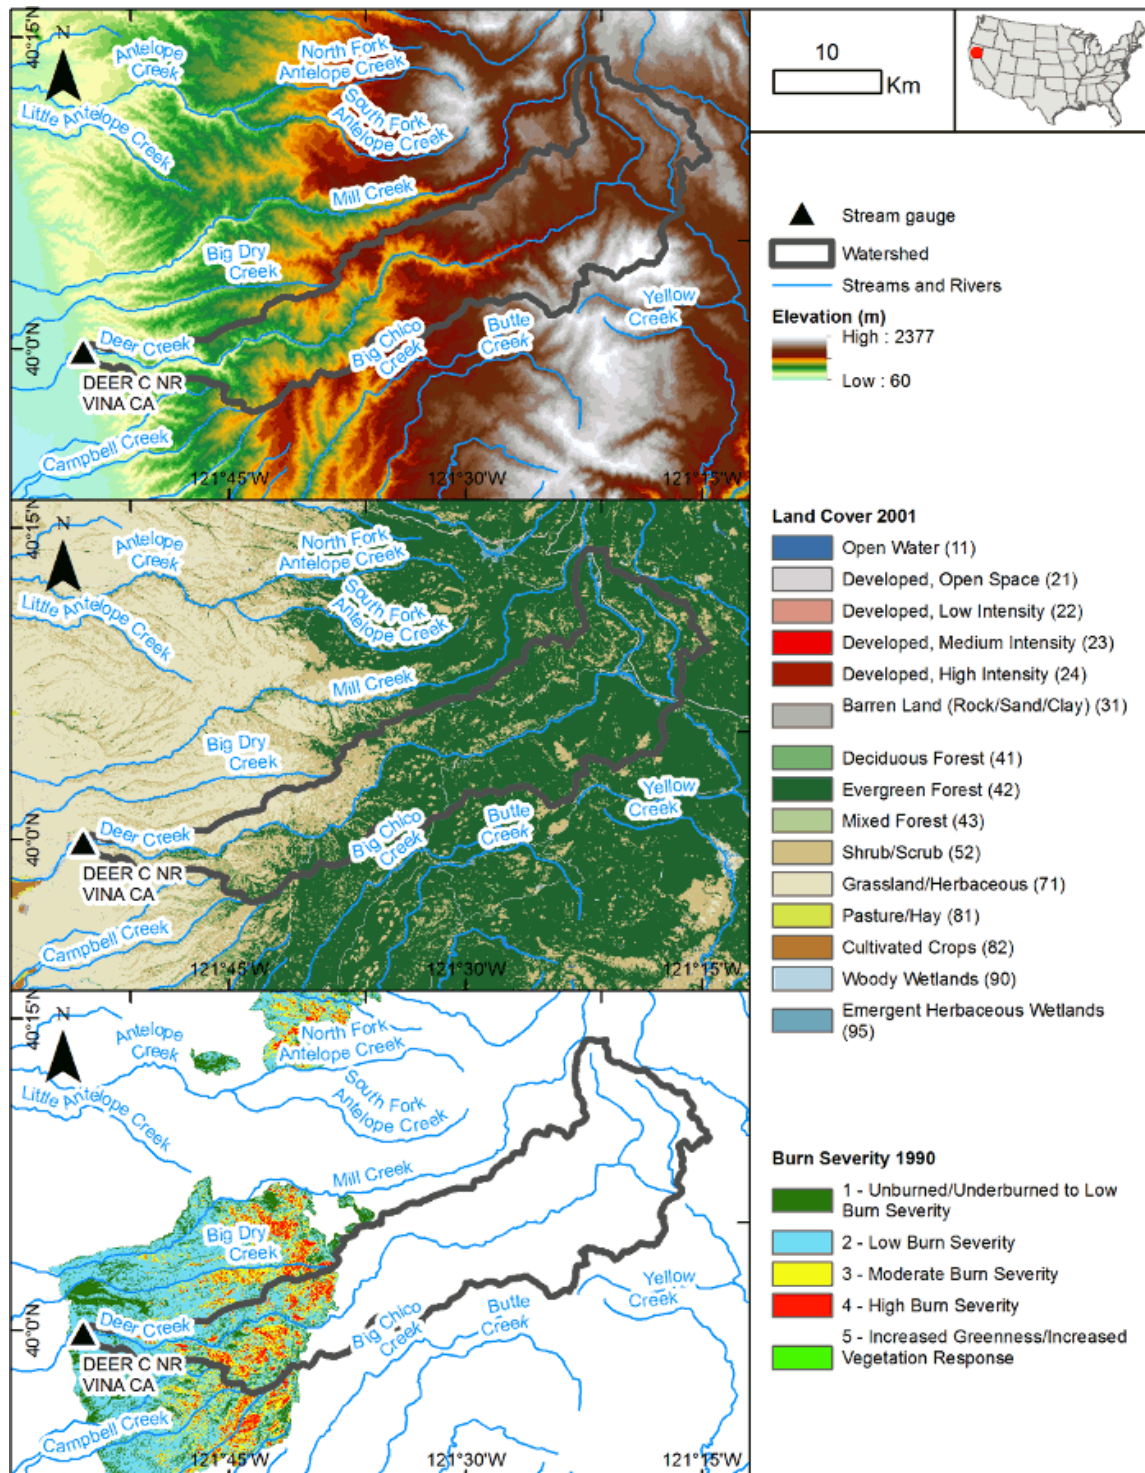 40°15'N
N
Antelope
Creek
North Fork
Antelope Creek
Little Antelope Creek
South Fork
Antelope Creek
Mill Creek
Big Dry
Creek
Yellow
Creek
Butle
Creek
Big Chico
Creek
40°0'N
Deer Creek
DEER C NR
VINA CA
Campbell Creek
121°45'W
121°30'W
121°15'W
10
Km
Stream gauge
Watershed
Streams and Rivers
Elevation (m)
High : 2377
Low : 60
40°15'N
N
Antelope
Creek
North Fork
Antelope Creek
Little Antelope Creek
South Fork
Antelope Creek
Mill Creek
Big Dry
Creek
Yellow
Creek
Butle
Creek
Big Chico
Creek
40°0'N
Deer Creek
DEER C NR
VINA CA
Campbell Creek
121°45'W
121°30'W
121°15'W
Land Cover 2001
Open Water (11)
Developed, Open Space (21)
Developed, Low Intensity (22)
Developed, Medium Intensity (23)
Developed, High Intensity (24)
Barren Land (Rock/Sand/Clay) (31)
Deciduous Forest (41)
Evergreen Forest (42)
Mixed Forest (43)
Shrub/Scrub (52)
Grassland/Herbaceous (71)
Pasture/Hay (81)
Cultivated Crops (82)
Woody Wetlands (90)
Emergent Herbaceous Wetlands
(95)
40°15'N
N
Antelope
Creek
North Fork
Antelope Creek
Little Antelope Creek
South Fork
Antelope Creek
Mill Creek
Big Dry
Creek
Yellow
Creek
Butle
Creek
Big Chico
Creek
40°0'N
Deer Creek
DEER C NR
VINA CA
Campbell Creek
121°45'W
121°30'W
121°15'W
Burn Severity 1990
1 - Unburned/Underburned to Low
Burn Severity
2 - Low Burn Severity
3 - Moderate Burn Severity
4 - High Burn Severity
5 - Increased Greenness/Increased
Vegetation Response